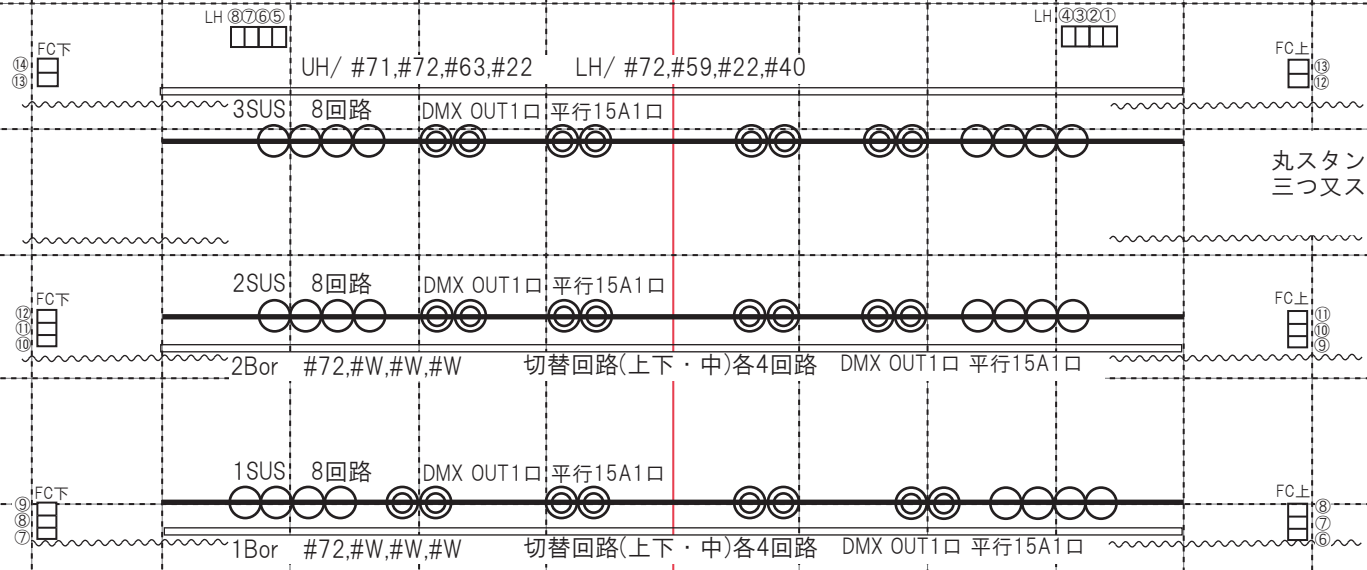 LH ⑧⑦⑥⑤
LH ④③②①
FC下
⑭
⑬
FC上
⑬
⑫
UH/ #71,#72,#63,#22 LH/ #72,#59,#22,#40
3SUS 8回路 DMX OUT1口 平行15A1口
丸スタン
三つ又ス
2SUS 8回路 DMX OUT1口 平行15A1口
FC下
⑫
⑪
⑩
FC上
⑪
⑩
⑨
2Bor #72,#W,#W,#W 切替回路(上下・中)各4回路 DMX OUT1口 平行15A1口
1SUS 8回路 DMX OUT1口 平行15A1口
FC下
⑨
⑧
⑦
FC上
⑧
⑦
⑥
1Bor #72,#W,#W,#W 切替回路(上下・中)各4回路 DMX OUT1口 平行15A1口